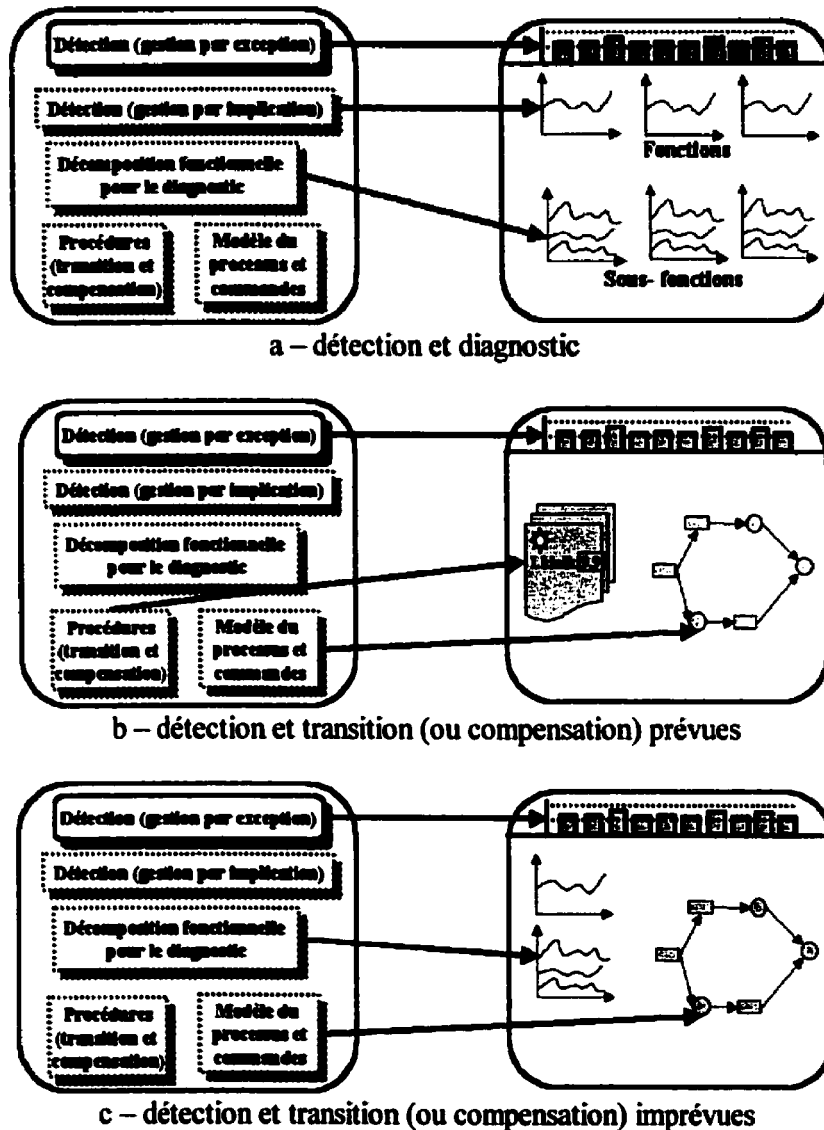 Détection (gestion par exception)
Détection (gestion par implication)
Décomposition fonctionnelle
pour le diagnostic
Procédures
(transition et
compensation)
Modèle du
processus et
commandes
Fonctions
Sous- fonctions
a – détection et diagnostic
Détection (gestion par exception)
Détection (gestion par implication)
Décomposition fonctionnelle
pour le diagnostic
Procédures
(transition et
compensation)
Modèle du
processus et
commandes
b – détection et transition (ou compensation) prévues
Détection (gestion par exception)
Détection (gestion par implication)
Décomposition fonctionnelle
pour le diagnostic
Procédures
(transition et
compensation)
Modèle du
processus et
commandes
c – détection et transition (ou compensation) imprévues